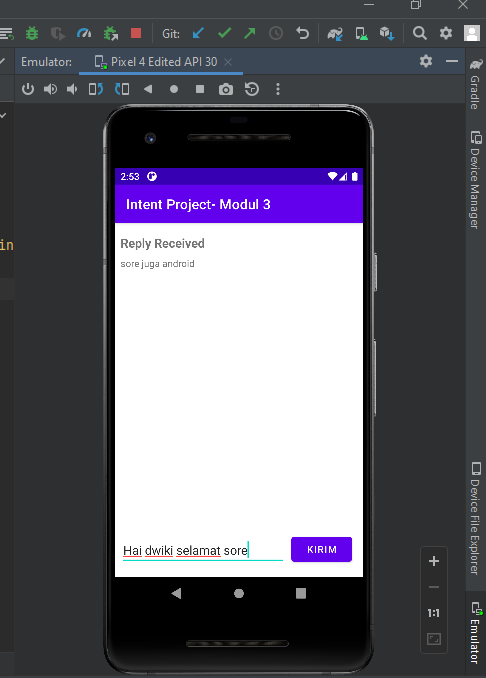 Git:
Emulator:
Pixel 4 Edited API 30
Gradle
Device Manager
2:53
Intent Project- Modul 3
in
Reply Received
sore juga android
Hai dwiki selamat sore
KIRIM
1:1
Device File Explorer
Emulator